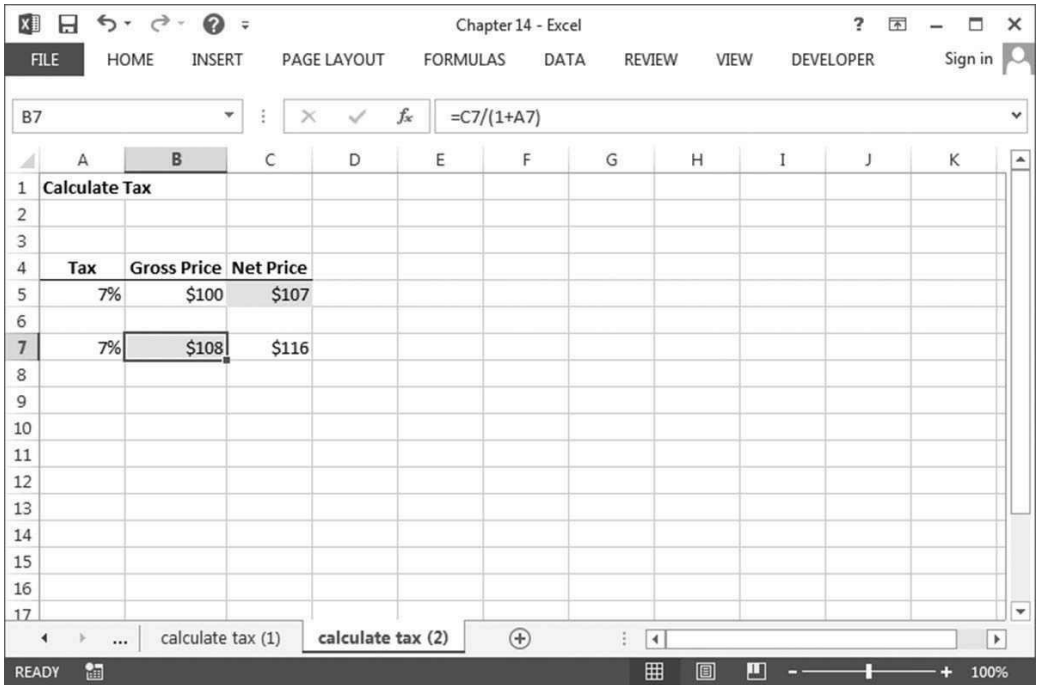 Chapter 14 - Excel
FILE HOME INSERT PAGE LAYOUT FORMULAS DATA REVIEW VIEW DEVELOPER Sign in
B7 fx =C7/(1+A7)
A B C D E F G H I J K
1 Calculate Tax
2
3
4 Tax Gross Price Net Price
5 7% $100 $107
6
7 7% $108 $116
8
9
10
11
12
13
14
15
16
17
... calculate tax (1) calculate tax (2)
READY 100%